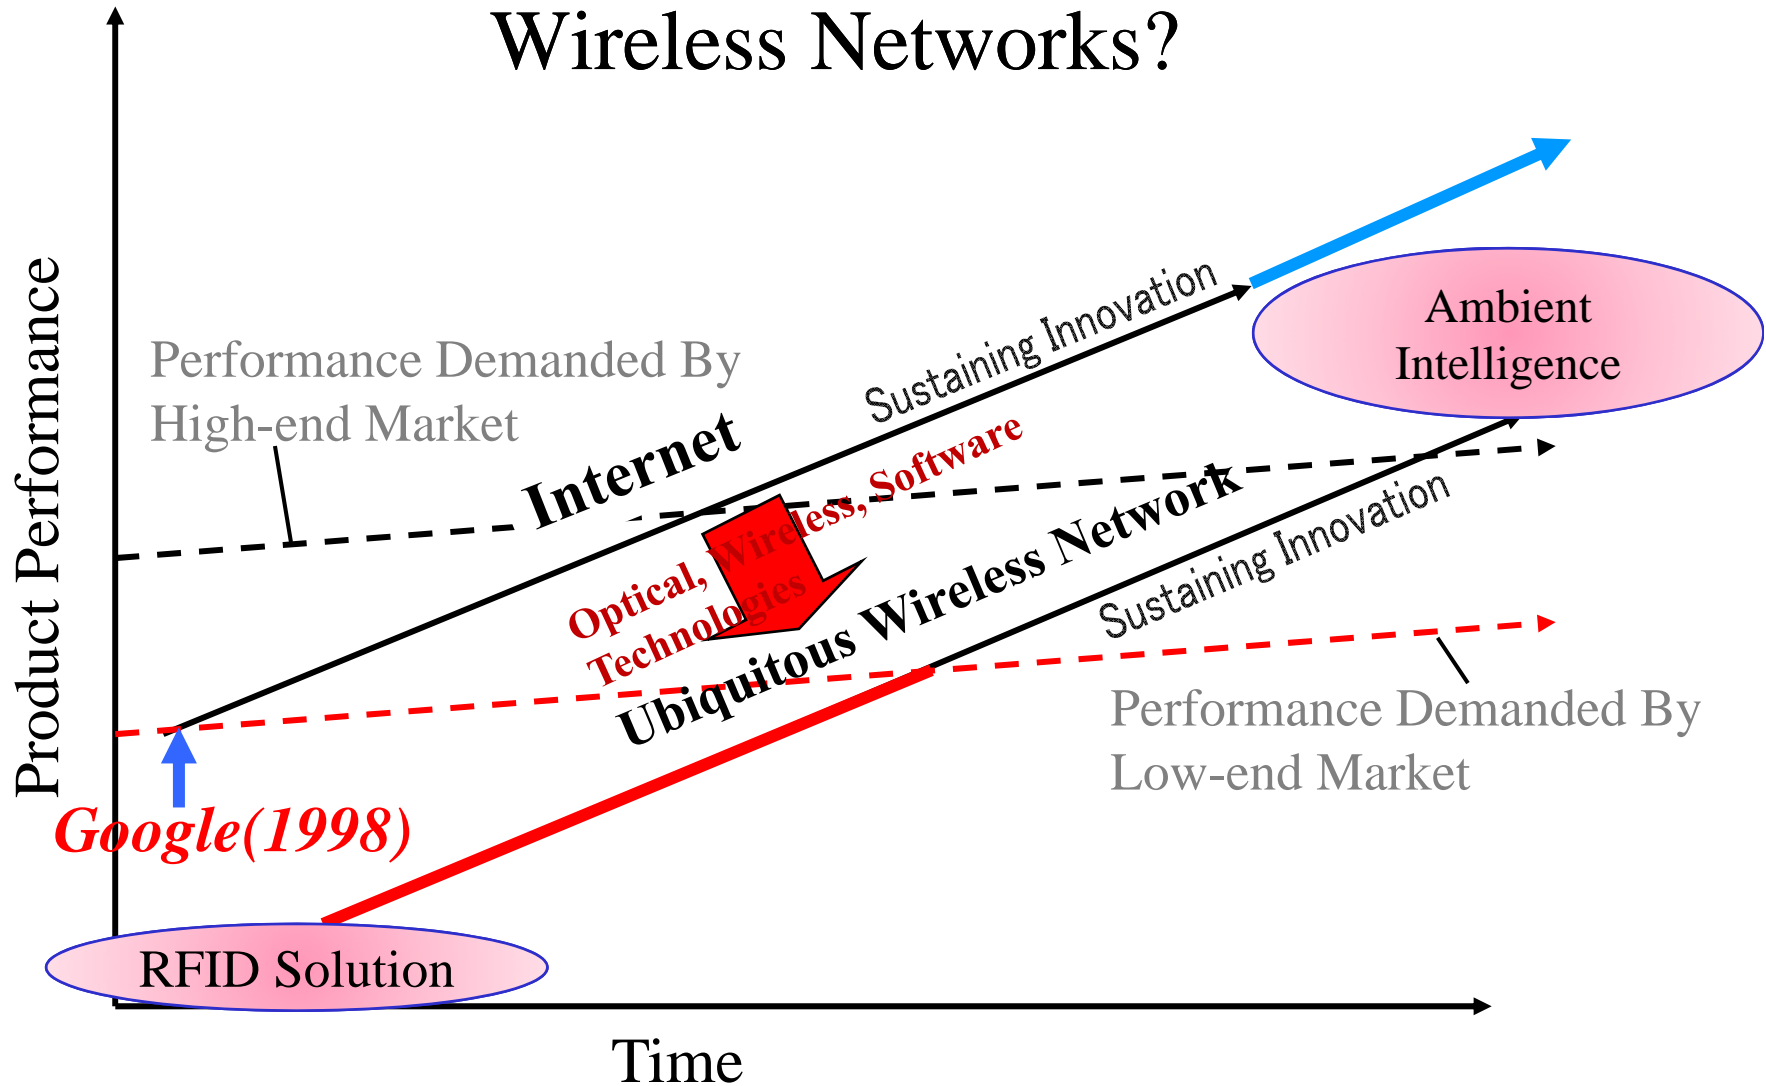 Wireless Networks?
Product Performance
Performance Demanded By
High-end Market
Internet
Sustaining Innovation
Ambient
Intelligence
Optical, Wireless, Software
Technologies
Ubiquitous Wireless Network
Sustaining Innovation
Performance Demanded By
Low-end Market
Google(1998)
RFID Solution
Time